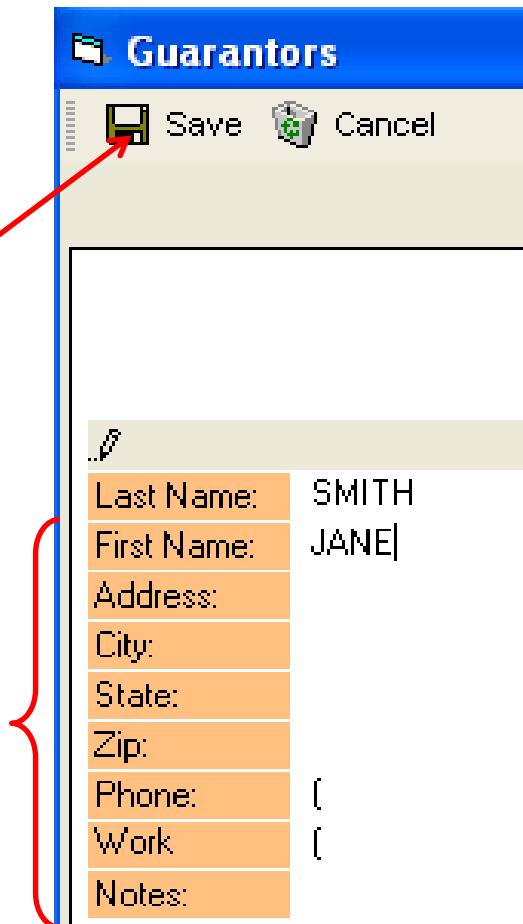 Guarantors
Save Cancel
Last Name: SMITH
First Name: JANE
Address:
City:
State:
Zip:
Phone: (
Work (
Notes: